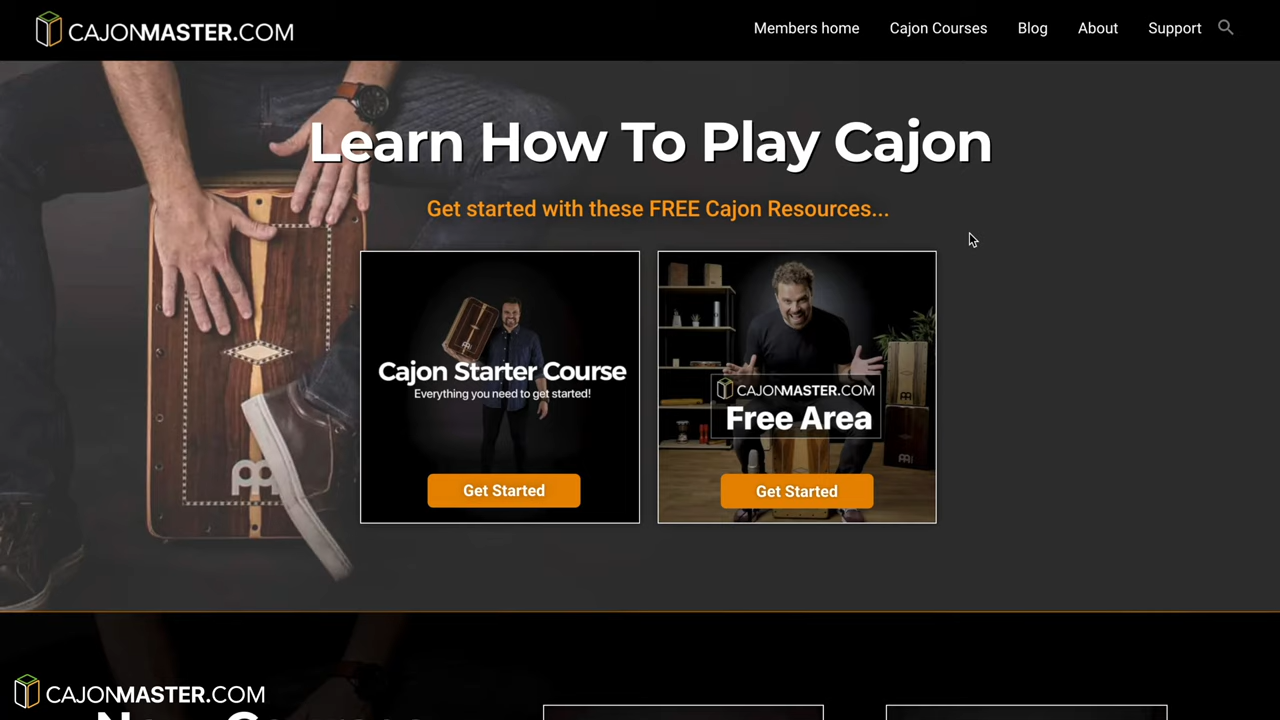 CAJONMASTER.COM
Members home
Cajon Courses
Blog
About
Support
Learn How To Play Cajon
Get started with these FREE Cajon Resources...
Cajon Starter Course
Everything you need to get started!
Get Started
CAJONMASTER.COM
Free Area
Get Started
CAJONMASTER.COM